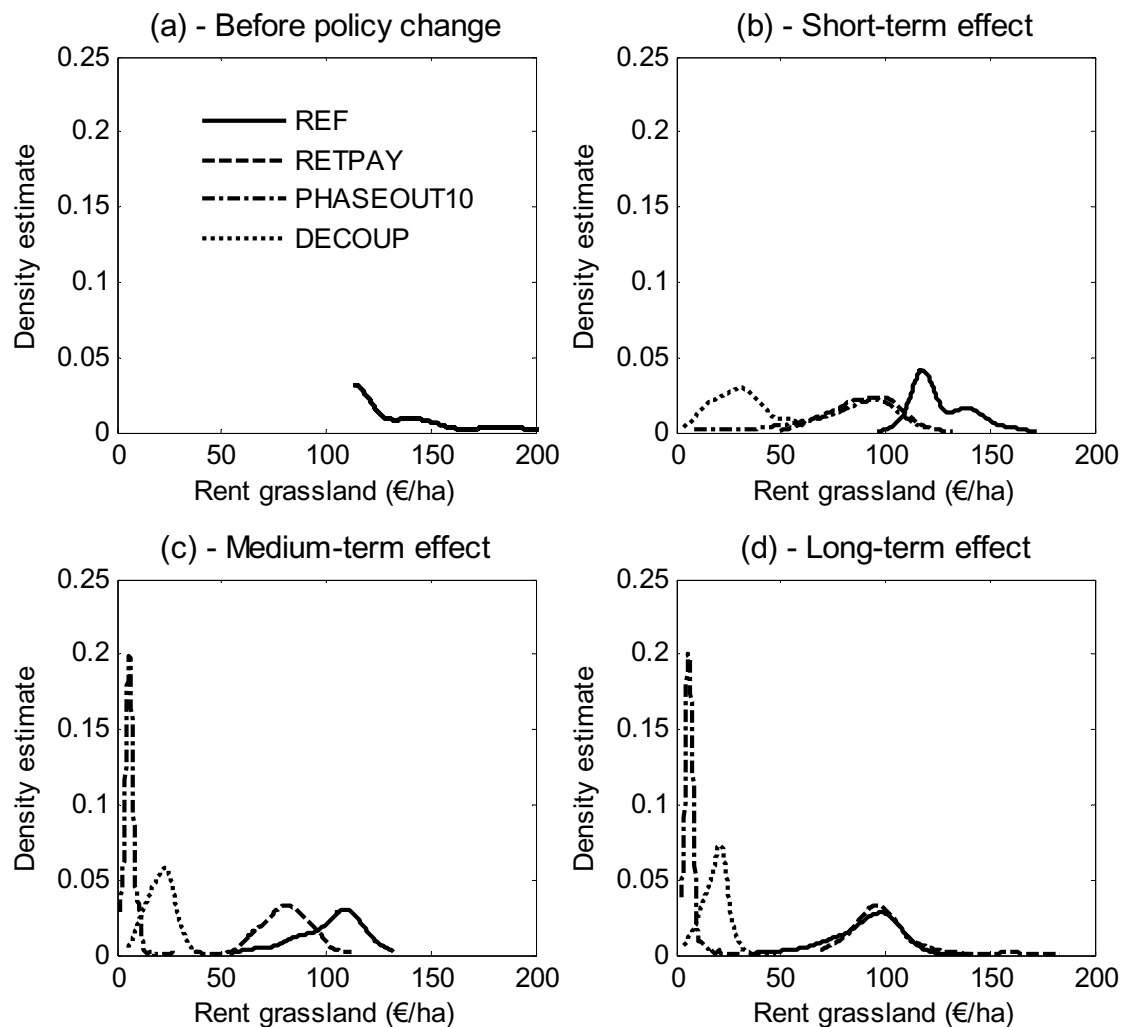 (a) - Before policy change
0.25
0.2
0.15
0.1
0.05
0
Density estimate
REF
RETPAY
PHASEOUT10
DECOUP
0 50 100 150 200
Rent grassland (€/ha)
(b) - Short-term effect
0.25
0.2
0.15
0.1
0.05
0
Density estimate
0 50 100 150 200
Rent grassland (€/ha)
(c) - Medium-term effect
0.25
0.2
0.15
0.1
0.05
0
Density estimate
0 50 100 150 200
Rent grassland (€/ha)
(d) - Long-term effect
0.25
0.2
0.15
0.1
0.05
0
Density estimate
0 50 100 150 200
Rent grassland (€/ha)